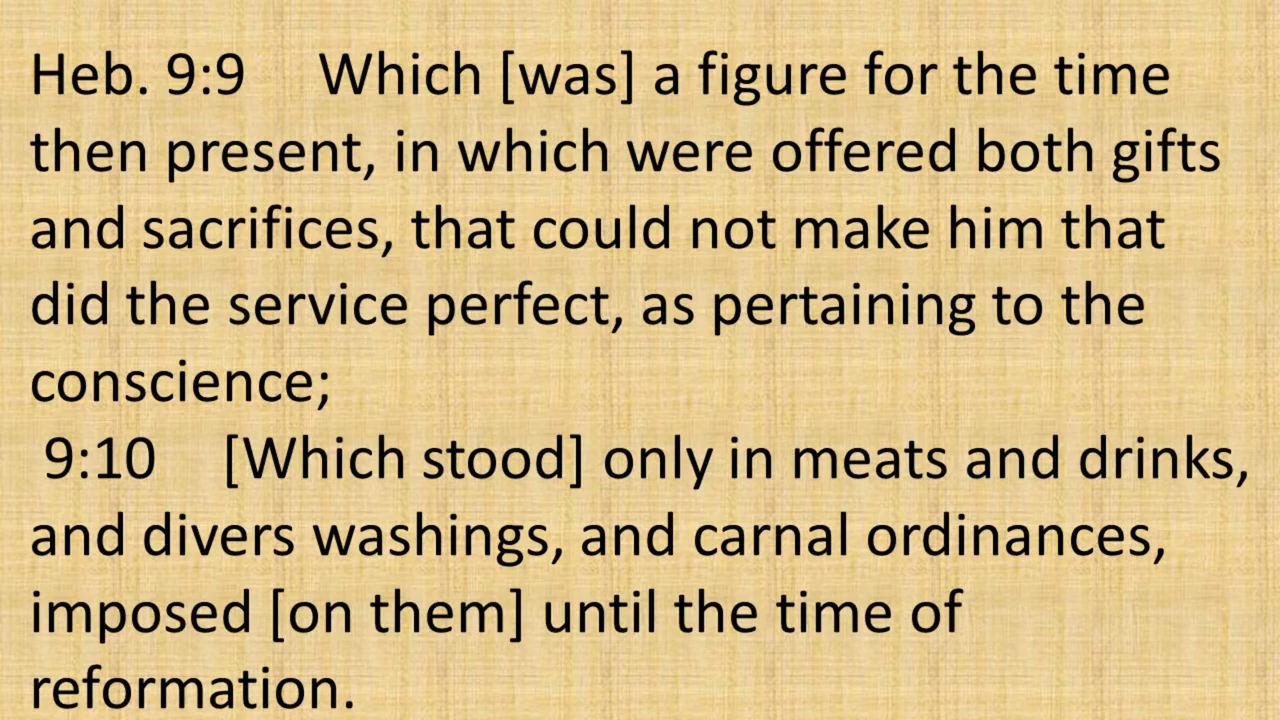 Heb. 9:9 Which [was] a figure for the time
then present, in which were offered both gifts
and sacrifices, that could not make him that
did the service perfect, as pertaining to the
conscience;
9:10 [Which stood] only in meats and drinks,
and divers washings, and carnal ordinances,
imposed [on them] until the time of
reformation.